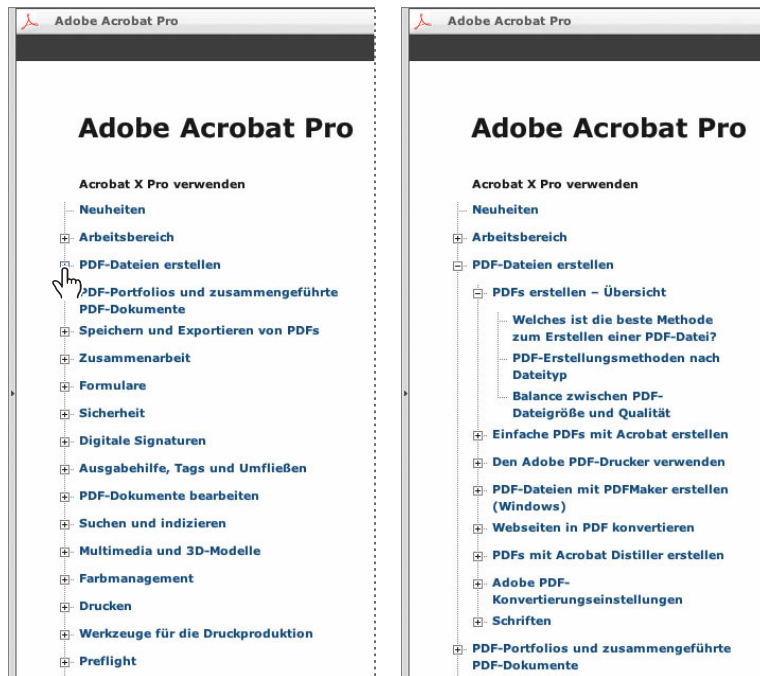 Adobe Acrobat Pro
Adobe Acrobat Pro
Acrobat X Pro verwenden
Neuheiten
Arbeitsbereich
PDF-Dateien erstellen
PDF-Portfolios und zusammengeführte
PDF-Dokumente
Speichern und Exportieren von PDFs
Zusammenarbeit
Formulare
Sicherheit
Digitale Signaturen
Ausgabehilfe, Tags und Umfließen
PDF-Dokumente bearbeiten
Suchen und indizieren
Multimedia und 3D-Modelle
Farbmanagement
Drucken
Werkzeuge für die Druckproduktion
Preflight
Adobe Acrobat Pro
Adobe Acrobat Pro
Acrobat X Pro verwenden
Neuheiten
Arbeitsbereich
PDF-Dateien erstellen
PDFs erstellen – Übersicht
Welches ist die beste Methode
zum Erstellen einer PDF-Datei?
PDF-Erstellungsmethoden nach
Dateityp
Balance zwischen PDF-
Dateigröße und Qualität
Einfache PDFs mit Acrobat erstellen
Den Adobe PDF-Drucker verwenden
PDF-Dateien mit PDFMaker erstellen
(Windows)
Webseiten in PDF konvertieren
PDFs mit Acrobat Distiller erstellen
Adobe PDF-
Konvertierungseinstellungen
Schriften
PDF-Portfolios und zusammengeführte
PDF-Dokumente